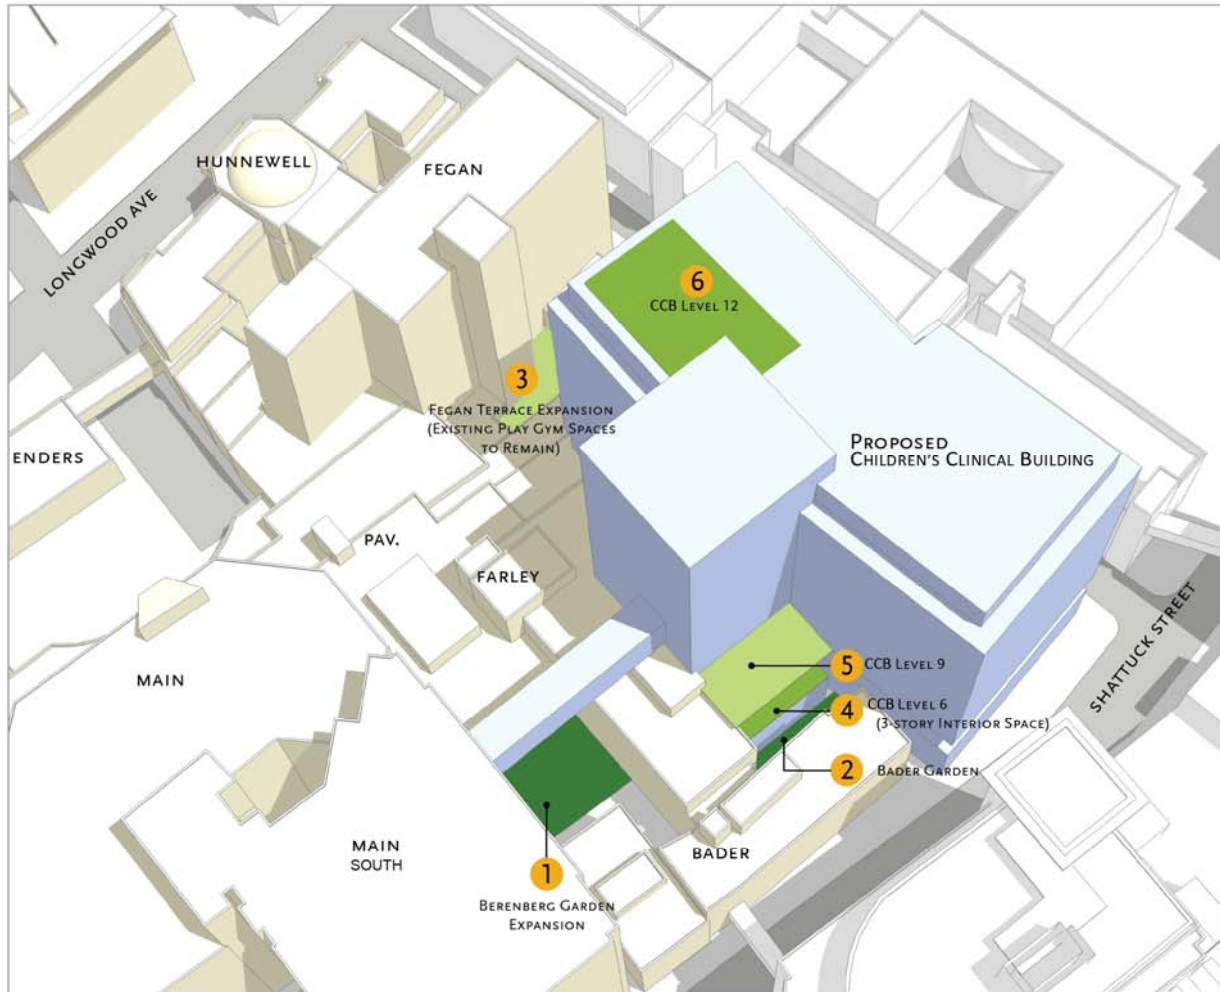 HUNNEWELL
FEGAN
LONGWOOD AVE
6
CCB LEVEL 12
3
FEGAN TERRACE EXPANSION
(EXISTING PLAY GYM SPACES
TO REMAIN)
PROPOSED
CHILDREN'S CLINICAL BUILDING
ENDERS
PAV.
FARLEY
SHATTUCK STREET
MAIN
5 CCB LEVEL 9
4 CCB LEVEL 6
(3-STORY INTERIOR SPACE)
2 BADER GARDEN
MAIN
SOUTH
BADER
1
BERENBERG GARDEN
EXPANSION